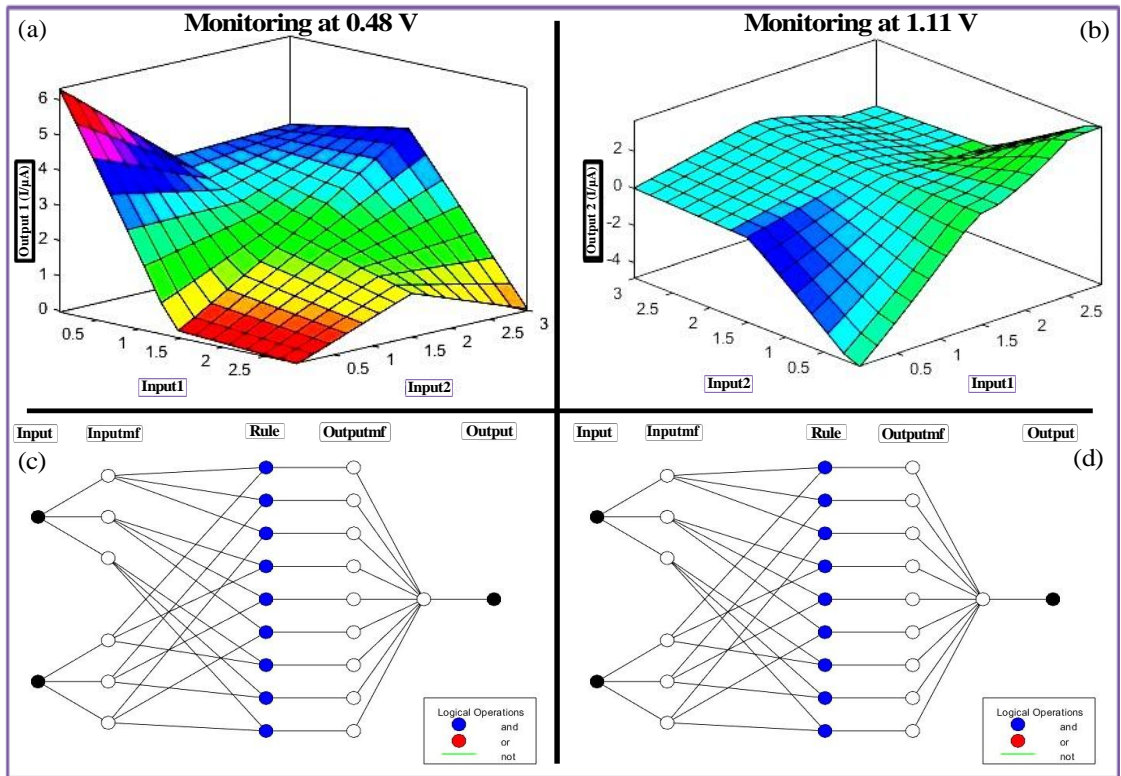 (a)
Monitoring at 0.48 V
6
5
4
3
2
1
0
Output 1 (I/µA)
0.5
1
1.5
2
2.5
Input1
0.5
1
1.5
2
2.5
3
Input2
Monitoring at 1.11 V
(b)
2
0
-2
-4
Output 2 (I/µA)
3
2.5
2
1.5
1
0.5
Input2
0.5
1
1.5
2
2.5
Input1
Input
Inputmf
Rule
Outputmf
Output
(c)
Logical Operations
and
or
not
Input
Inputmf
Rule
Outputmf
Output
(d)
Logical Operations
and
or
not